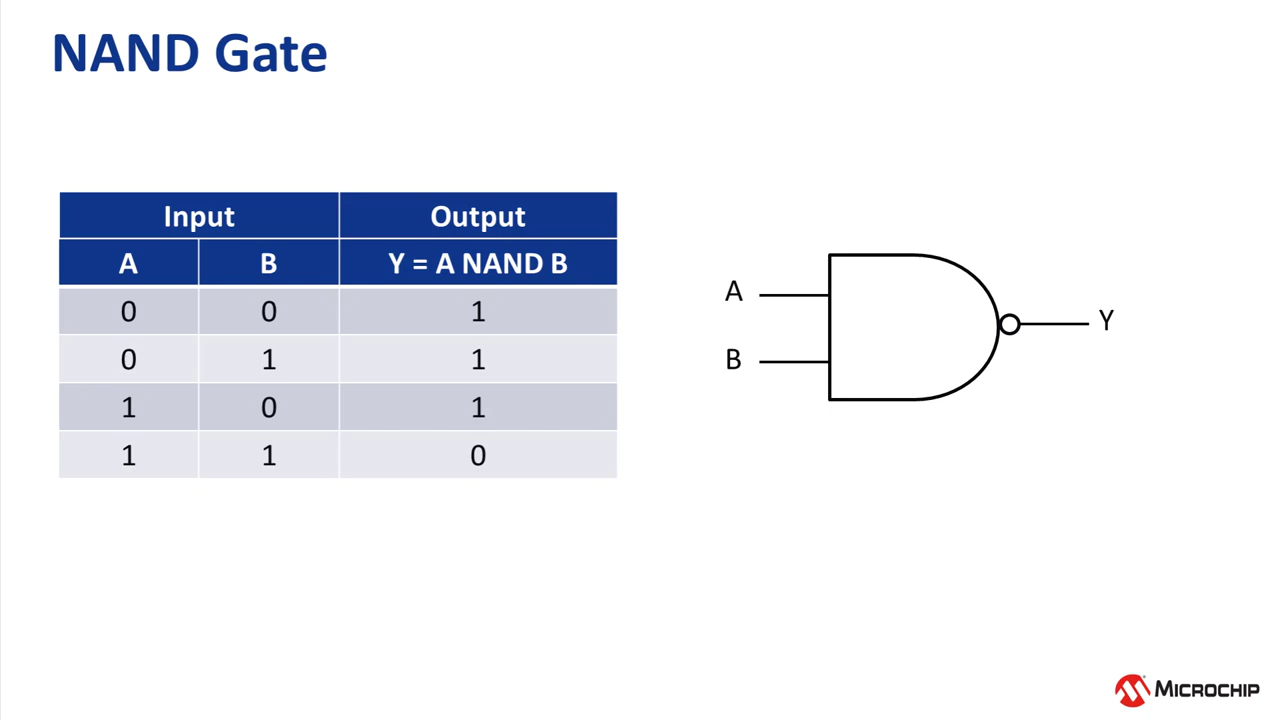 NAND Gate
Input Output
A B Y = A NAND B
0 0 1
0 1 1
1 0 1
1 1 0
A
B
Y
MICROCHIP